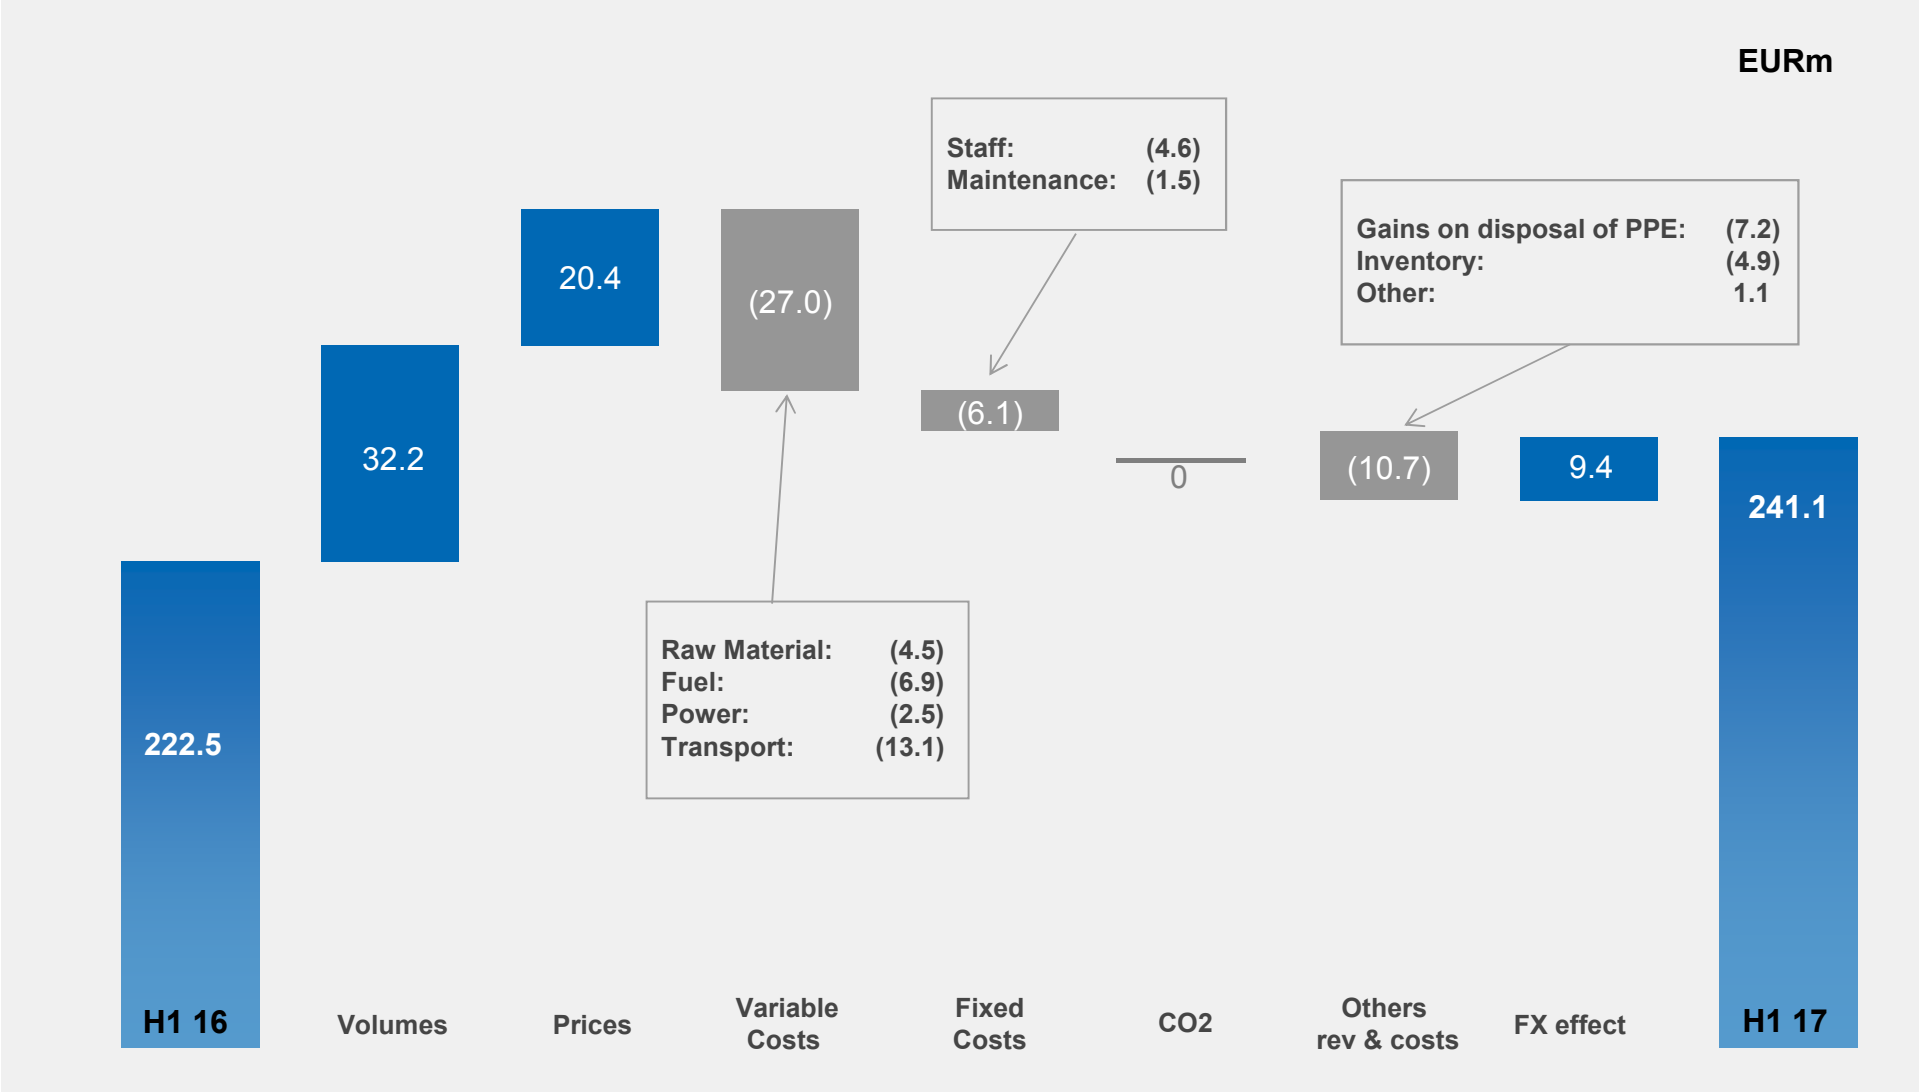 EURm
Staff: (4.6)
Maintenance: (1.5)
Gains on disposal of PPE: (7.2)
Inventory: (4.9)
Other: 1.1
20.4
(27.0)
(6.1)
32.2
0
(10.7)
9.4
241.1
Raw Material: (4.5)
Fuel: (6.9)
Power: (2.5)
Transport: (13.1)
222.5
H1 16
Volumes
Prices
Variable
Costs
Fixed
Costs
CO2
Others
rev & costs
FX effect
H1 17